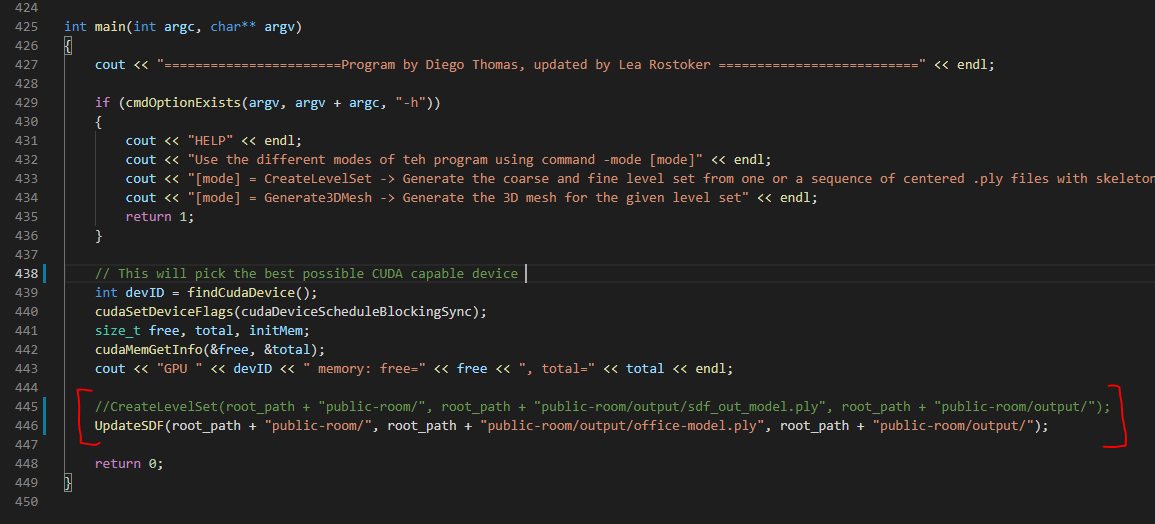 424
425 int main(int argc, char** argv)
426 {
427 cout << "=======================Program by Diego Thomas, updated by Lea Rostoker ==========================" << endl;
428
429 if (cmdOptionExists(argv, argv + argc, "-h"))
430 {
431 cout << "HELP" << endl;
432 cout << "Use the different modes of teh program using command -mode [mode]" << endl;
433 cout << "[mode] = CreateLevelSet -> Generate the coarse and fine level set from one or a sequence of centered .ply files with skeleton
434 cout << "[mode] = Generate3DMesh -> Generate the 3D mesh for the given level set" << endl;
435 return 1;
436 }
437
438 // This will pick the best possible CUDA capable device
439 int devID = findCudaDevice();
440 cudaSetDeviceFlags(cudaDeviceScheduleBlockingSync);
441 size_t free, total, initMem;
442 cudaMemGetInfo(&free, &total);
443 cout << "GPU " << devID << " memory: free=" << free << ", total=" << total << endl;
444
445 //CreateLevelSet(root_path + "public-room/", root_path + "public-room/output/sdf_out_model.ply", root_path + "public-room/output/");
446 UpdateSDF(root_path + "public-room/", root_path + "public-room/output/office-model.ply", root_path + "public-room/output/");
447
448 return 0;
449 }
450